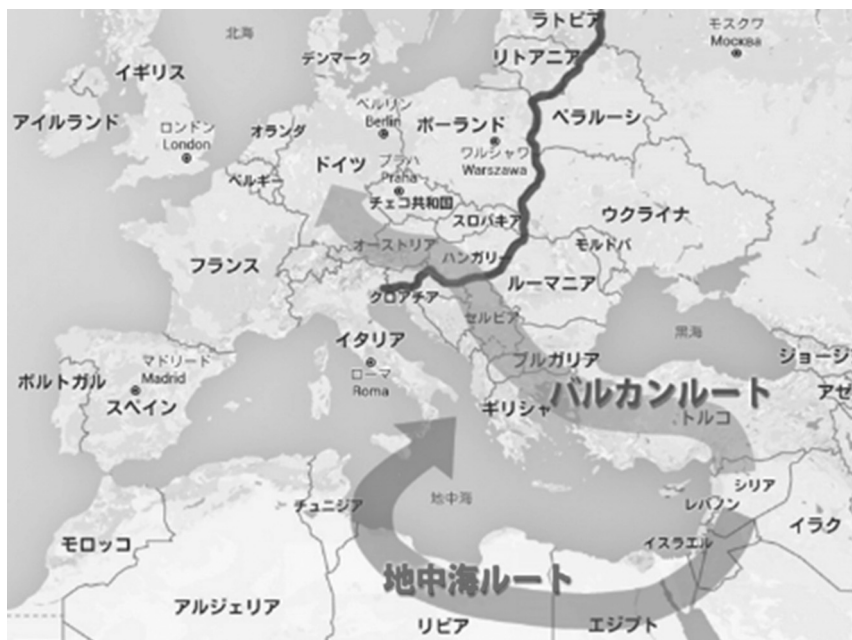 ラトビア
モスクワ
Москва
北海
デンマーク
リトアニア
イギリス
アイルランド
ロンドン
London
オランダ
ベルリン
Berlin
ポーランド
ベラルーシ
ワルシャワ
Warszawa
ドイツ
プラハ
Praha
ベルギー
チェコ共和国
スロバキア
ウクライナ
オーストリア
ハンガリー
モルドバ
フランス
ルーマニア
クロアチア
セルビア
黒海
イタリア
ブルガリア
ジョージ
マドリード
Madrid
ローマ
Roma
ポルトガル
スペイン
バルカンルート
アゼ
ギリシャ
トルコ
シリア
地中海
レバノン
チュニジア
イラク
イスラエル
モロッコ
地中海ルート
アルジェリア
リビア
エジプト